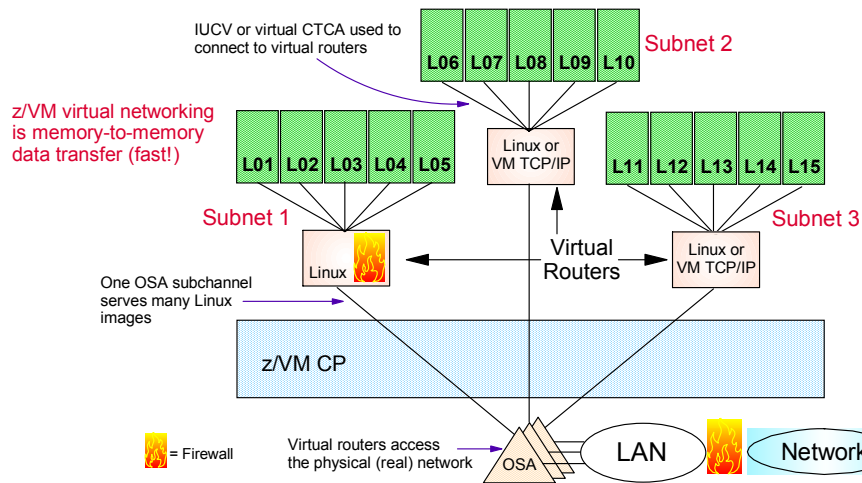 IUCV or virtual CTCA used to
connect to virtual routers
L06 L07 L08 L09 L10
Subnet 2
z/VM virtual networking
is memory-to-memory
data transfer (fast!)
L01 L02 L03 L04 L05
Linux or
VM TCP/IP
L11 L12 L13 L14 L15
Subnet 1
Subnet 3
Linux
Virtual
Routers
Linux or
VM TCP/IP
One OSA subchannel
serves many Linux
images
z/VM CP
= Firewall
Virtual routers access
the physical (real) network
OSA
LAN
Network